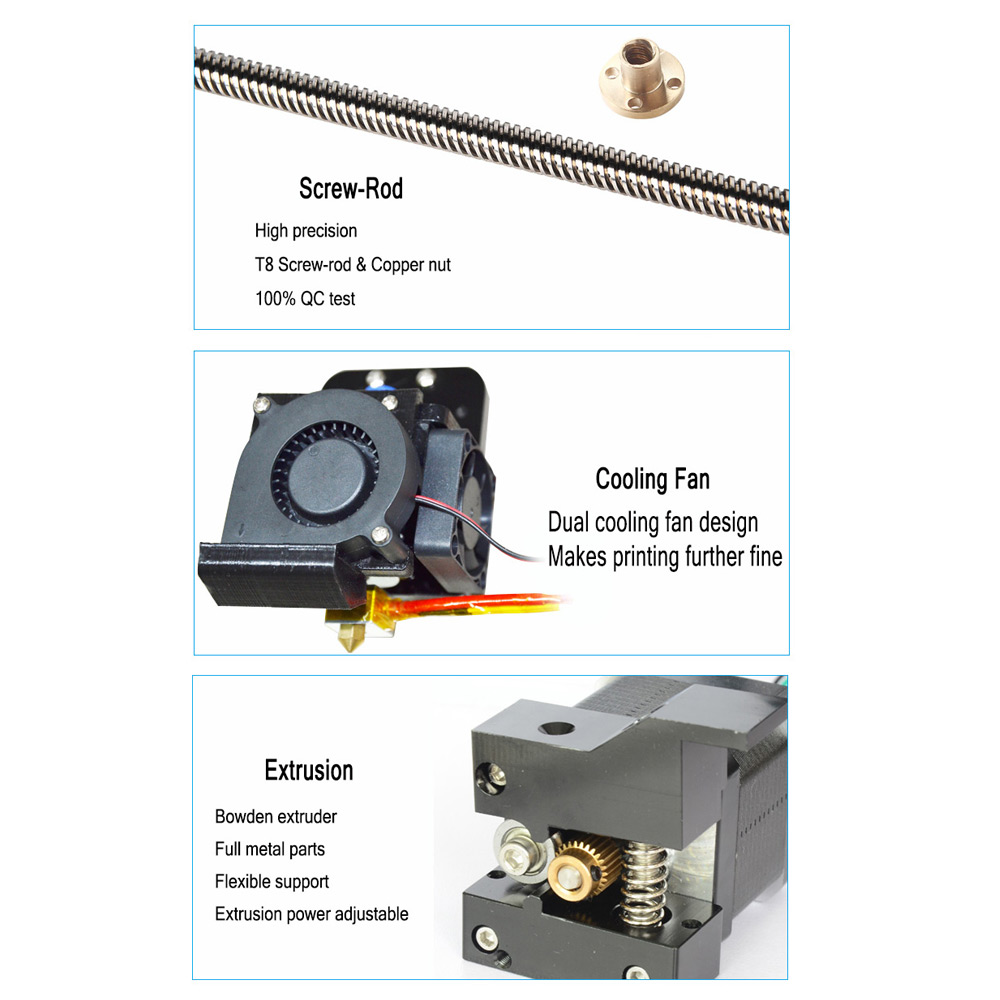 Screw-Rod
High precision
T8 Screw-rod & Copper nut
100% QC test
Cooling Fan
Dual cooling fan design
Makes printing further fine
Extrusion
Bowden extruder
Full metal parts
Flexible support
Extrusion power adjustable